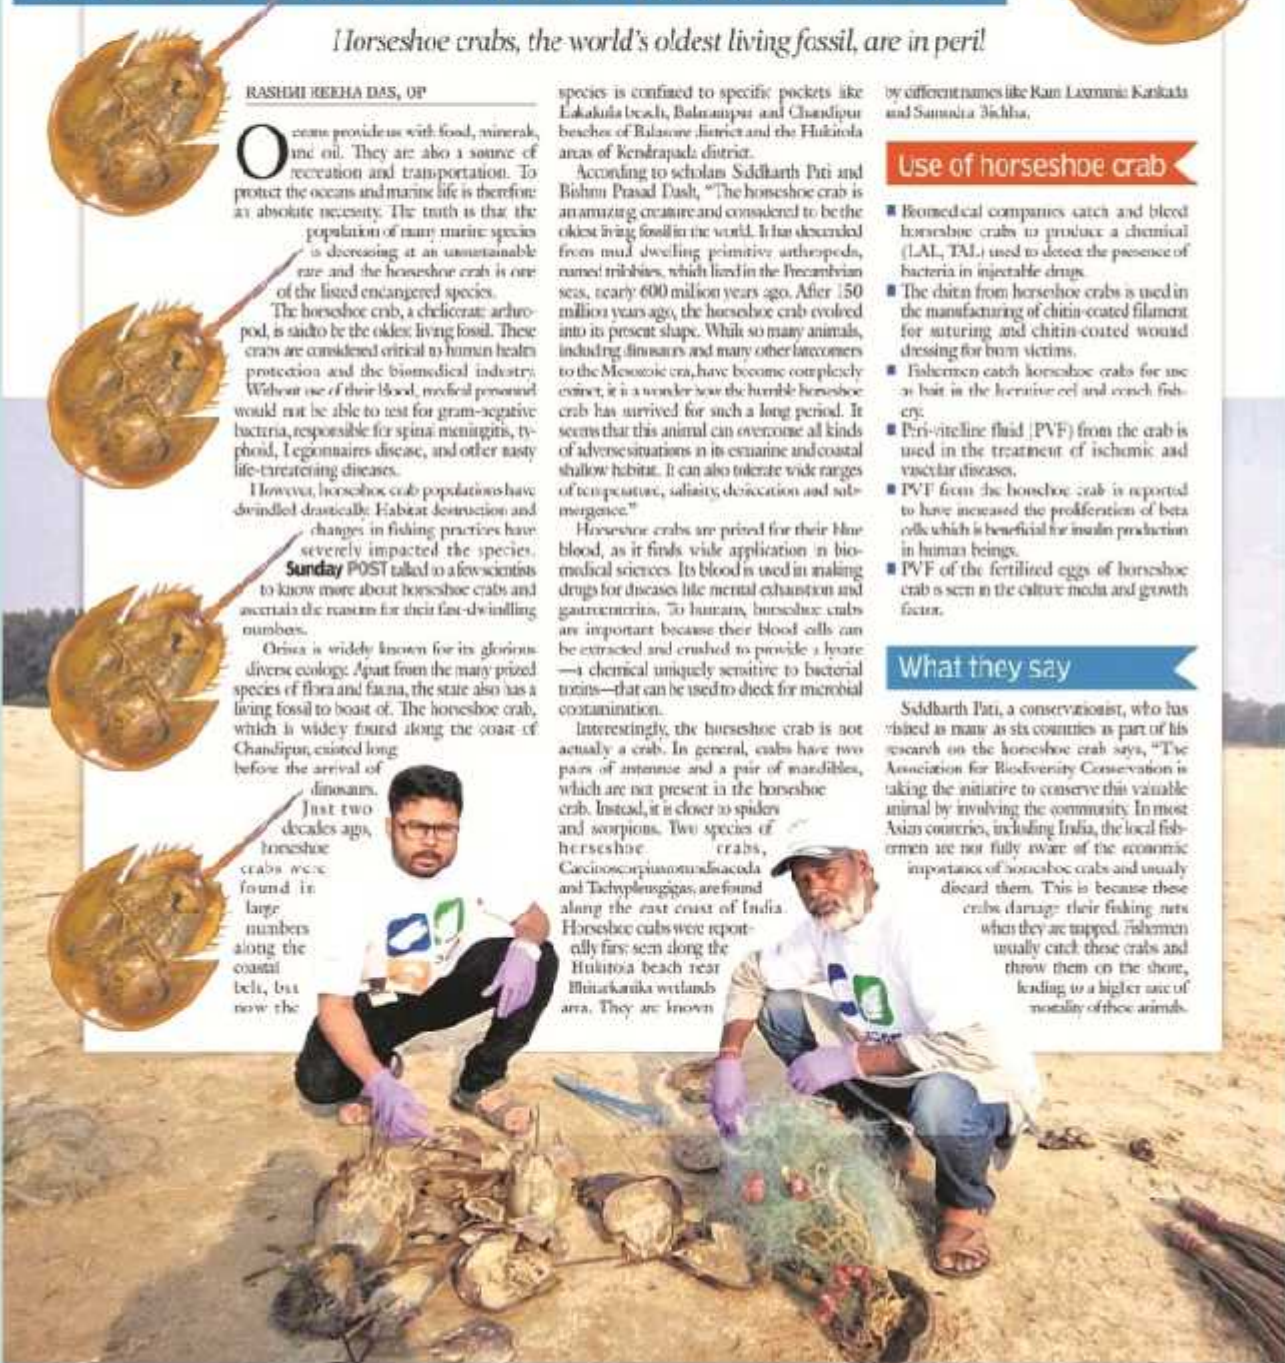 Horseshoe crabs, the world's oldest living fossil, are in peril
RASHMI REKHA DAS, OP
Oceans provide us with food, minerals,
and oil. They are also a source of
recreation and transportation. To
protect the oceans and marine life is therefore
an absolute necessity. The truth is that the
population of many marine species
is decreasing at an unsustainable
rate and the horseshoe crab is one
of the listed endangered species.
The horseshoe crab, a chelicerate arthro-
pod, is said to be the oldest living fossil. These
crabs are considered critical to human health
protection and the biomedical industry.
Without use of their blood, medical personnel
would not be able to test for gram-negative
bacteria, responsible for spinal meningitis, ty-
phoid, Legionnaires disease, and other nasty
life-threatening diseases.
However, horseshoe crab populations have
dwindled drastically. Habitat destruction and
changes in fishing practices have
severely impacted the species.
Sunday POST talked to a few scientists
to know more about horseshoe crabs and
ascertain the reasons for their fast-dwindling
numbers.
Orissa is widely known for its glorious
diverse ecology. Apart from the many prized
species of flora and fauna, the state also has a
living fossil to boast of. The horseshoe crab,
which is widely found along the coast of
Chandipur, existed long
before the arrival of
dinosaurs.
Just two
decades ago,
horseshoe
crabs were
found in
large
numbers
along the
coastal
belt, but
now the
species is confined to specific pockets like
beach, Balarampur and Chandipur
beaches of Balasore district and the Hukitola
areas of Kendrapada district.
According to scholars Siddharth Pati and
Bishnu Prasad Dash, "The horseshoe crab is
an amazing creature and considered to be the
oldest living fossil in the world. It has descended
from mud dwelling primitive arthropods,
named trilobites, which lived in the Precambrian
seas, nearly 600 million years ago. After 150
million years ago, the horseshoe crab evolved
into its present shape. While so many animals,
including dinosaurs and many other latecomers
to the Mesozoic era, have become completely
extinct, it is a wonder how the humble horseshoe
crab has survived for such a long period. It
seems that this animal can overcome all kinds
of adverse situations in its estuarine and coastal
shallow habitat. It can also tolerate wide ranges
of temperature, salinity, desiccation and sub-
mergence."
Horseshoe crabs are prized for their blue
blood, as it finds wide application in bio-
medical sciences. Its blood is used in making
drugs for diseases like mental exhaustion and
gastroenteritis. To humans, horseshoe crabs
are important because their blood cells can
be extracted and crushed to provide a lysate
—a chemical uniquely sensitive to bacterial
toxins—that can be used to check for microbial
contamination.
Interestingly, the horseshoe crab is not
actually a crab. In general, crabs have two
pairs of antennae and a pair of mandibles,
which are not present in the horseshoe
crab. Instead, it is closer to spiders
and scorpions. Two species of
horseshoe crabs,
Carcinoscorpiusrotundicauda
and Tachypleusgigas, are found
along the east coast of India.
Horseshoe crabs were report-
edly first seen along the
Hukitola beach near
Bhitarkanika wetlands
area. They are known
by different names like Ram Laxmania Kankada
and Samudra Bichha.
Use of horseshoe crab
Biomedical companies catch and bleed
horseshoe crabs to produce a chemical
(LAL, TAL) used to detect the presence of
bacteria in injectable drugs.
The chitin from horseshoe crabs is used in
the manufacturing of chitin-coated filament
for suturing and chitin-coated wound
dressing for burn victims.
Fishermen catch horseshoe crabs for use
as bait in the lucrative eel and conch fish-
ery.
Peri-vitelline fluid (PVF) from the crab is
used in the treatment of ischemic and
vascular diseases.
PVF from the horseshoe crab is reported
to have increased the proliferation of beta
cells which is beneficial for insulin production
in human beings.
PVF of the fertilized eggs of horseshoe
crab is seen in the culture media and growth
factor.
What they say
Siddharth Pati, a conservationist, who has
visited as many as six countries as part of his
research on the horseshoe crab says, "The
Association for Biodiversity Conservation is
taking the initiative to conserve this valuable
animal by involving the community. In most
Asian countries, including India, the local fish-
ermen are not fully aware of the economic
importance of horseshoe crabs and usually
discard them. This is because these
crabs damage their fishing nets
when they are trapped. Fishermen
usually catch these crabs and
throw them on the shore,
leading to a higher rate of
mortality of these animals.